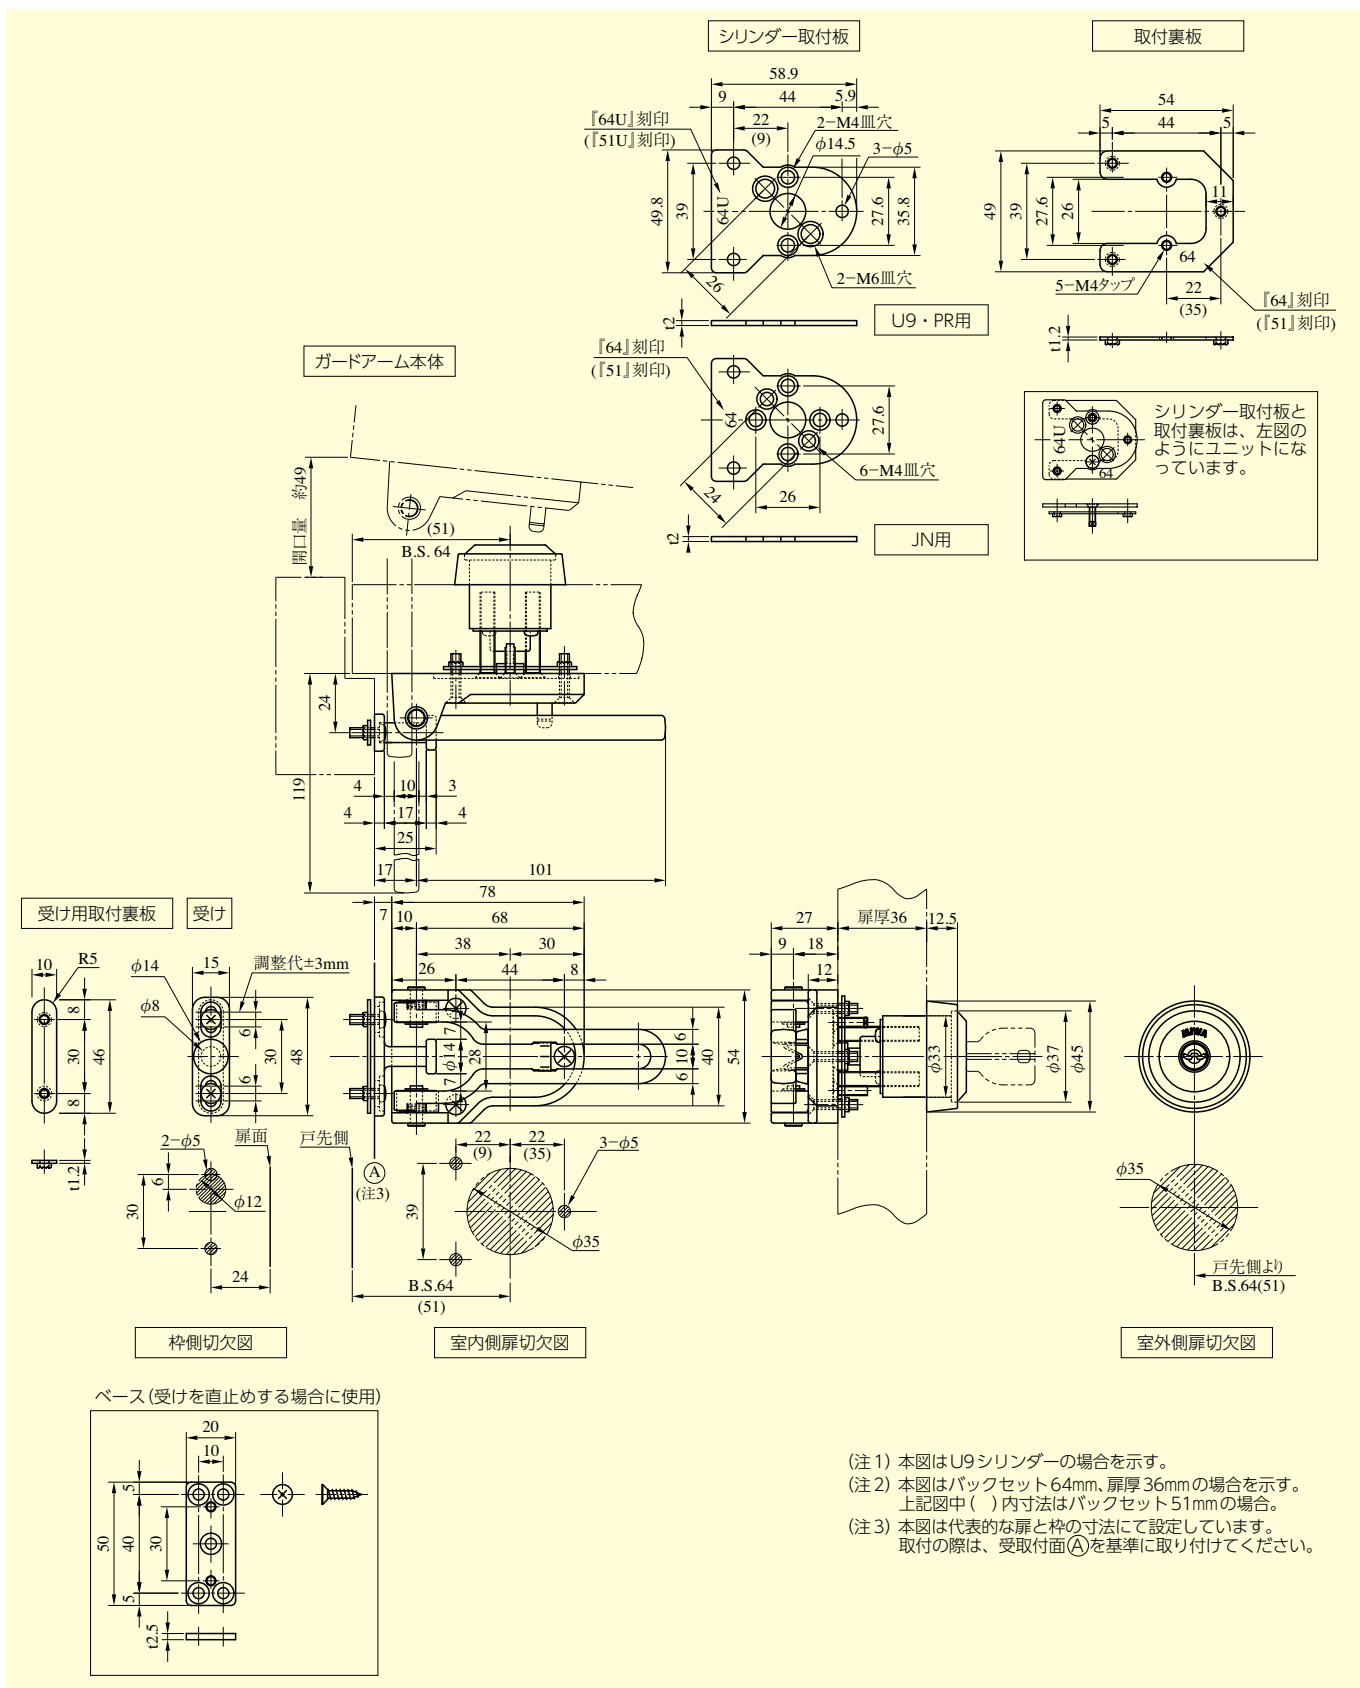 シリンダー取付板
58.9
9
44
5.9
22
(9)
2−M4皿穴
『64U』刻印
(『51U』刻印)
φ14.5
3−φ5
49.8
39
64U
27.6
35.8
26
2−M6皿穴
t2
U9・PR用
『64』刻印
(『51』刻印)
64
27.6
6−M4皿穴
24
26
t2
JN用
取付裏板
54
5
44
5
49
39
27.6
26
11
64
5−M4タップ
22
(35)
『64』刻印
(『51』刻印)
t1.2
64U
64
シリンダー取付板と
取付裏板は、左図の
ようにユニットにな
っています。
ガードアーム本体
開口量 約49
(51)
B.S. 64
24
119
4
10
3
4
17
4
25
17
101
78
7
10
68
38
30
26
44
8
7
φ14
28
7
6
10
6
40
54
27
扉厚36
12.5
9
18
12
φ33
φ37
φ45
MIWA
受け用取付裏板
受け
10
R5
8
30
46
8
t1.2
φ14
15
調整代±3mm
φ8
6
30
48
6
2−φ5
扉面
戸先側
6
30
φ12
24
枠側切欠図
Ⓐ
(注3)
22
(9)
22
(35)
3−φ5
39
φ35
B.S.64
(51)
室内側扉切欠図
φ35
戸先側より
B.S.64(51)
室外側扉切欠図
ベース(受けを直止めする場合に使用)
20
10
5
50
40
30
5
t2.5
(注1) 本図はU9シリンダーの場合を示す。
(注2) 本図はバックセット64mm、扉厚36mmの場合を示す。
上記図中( )内寸法はバックセット51mmの場合。
(注3) 本図は代表的な扉と枠の寸法にて設定しています。
取付の際は、受取付面Ⓐを基準に取り付けてください。